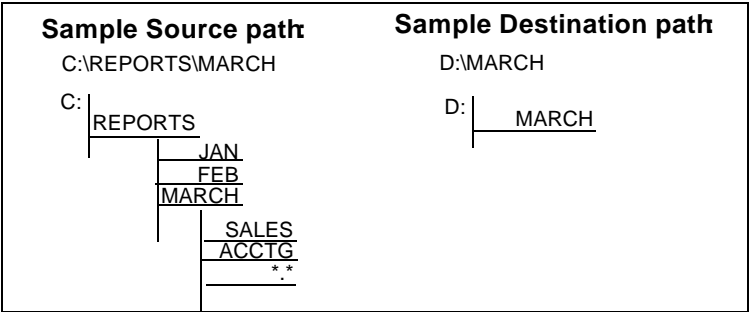 Sample Source path:
C:\REPORTS\MARCH
C:
REPORTS
JAN
FEB
MARCH
SALES
ACCTG
*.*
Sample Destination path:
D:\MARCH
D:
MARCH